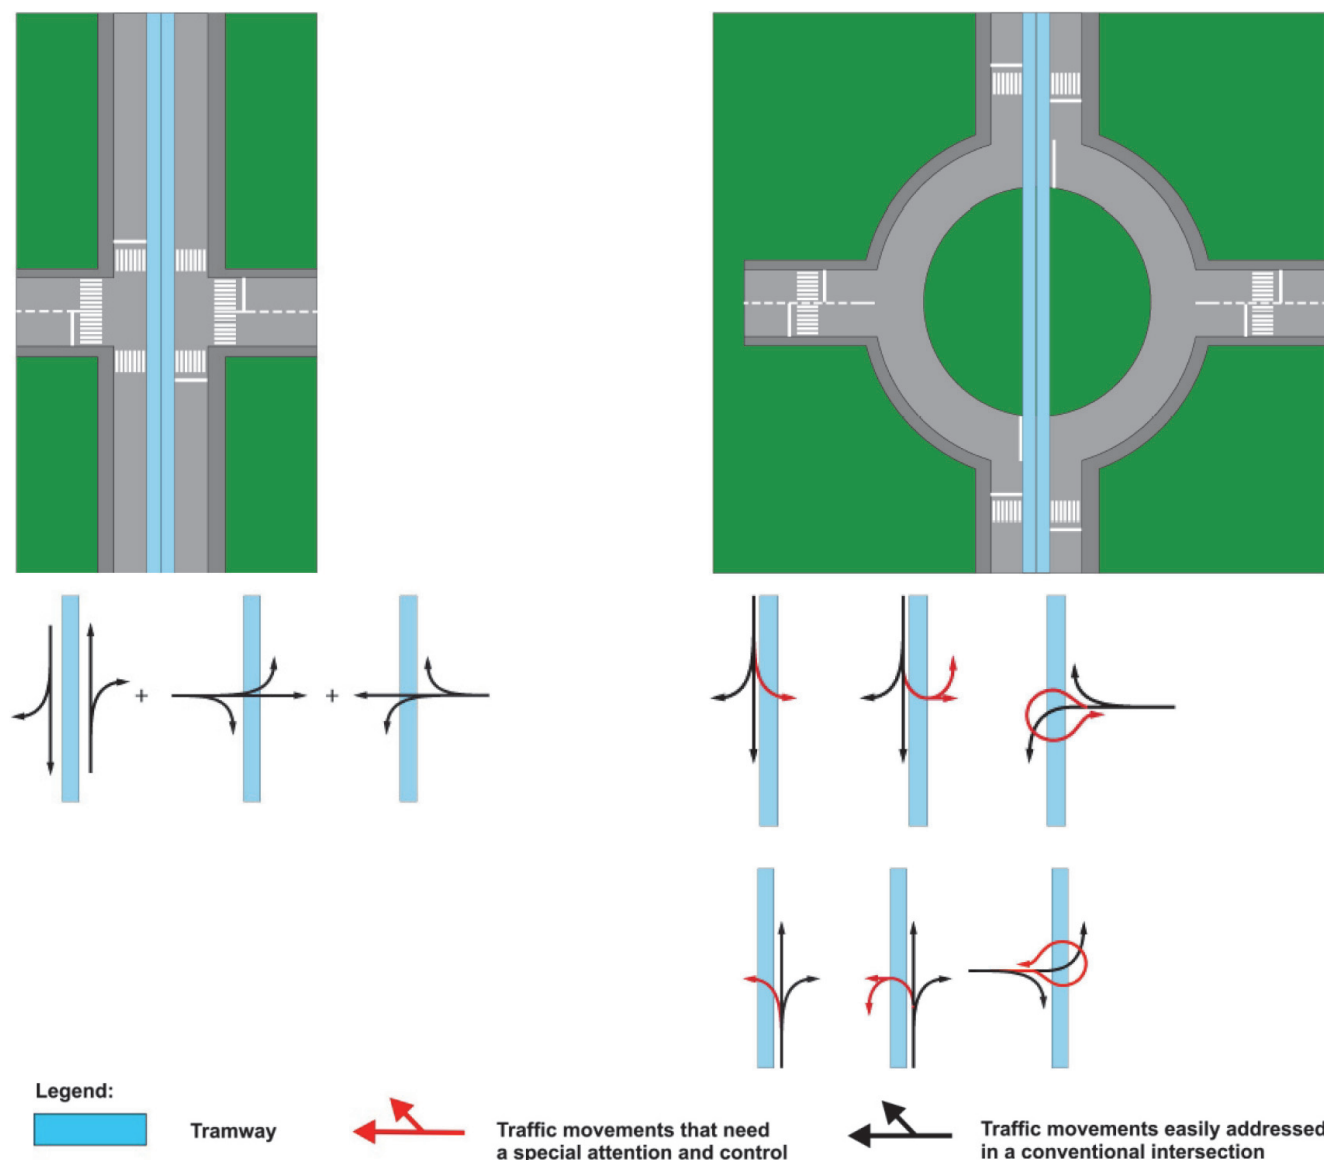 +
+
Legend:
Tramway
Traffic movements that need
a special attention and control
Traffic movements easily addressed
in a conventional intersection